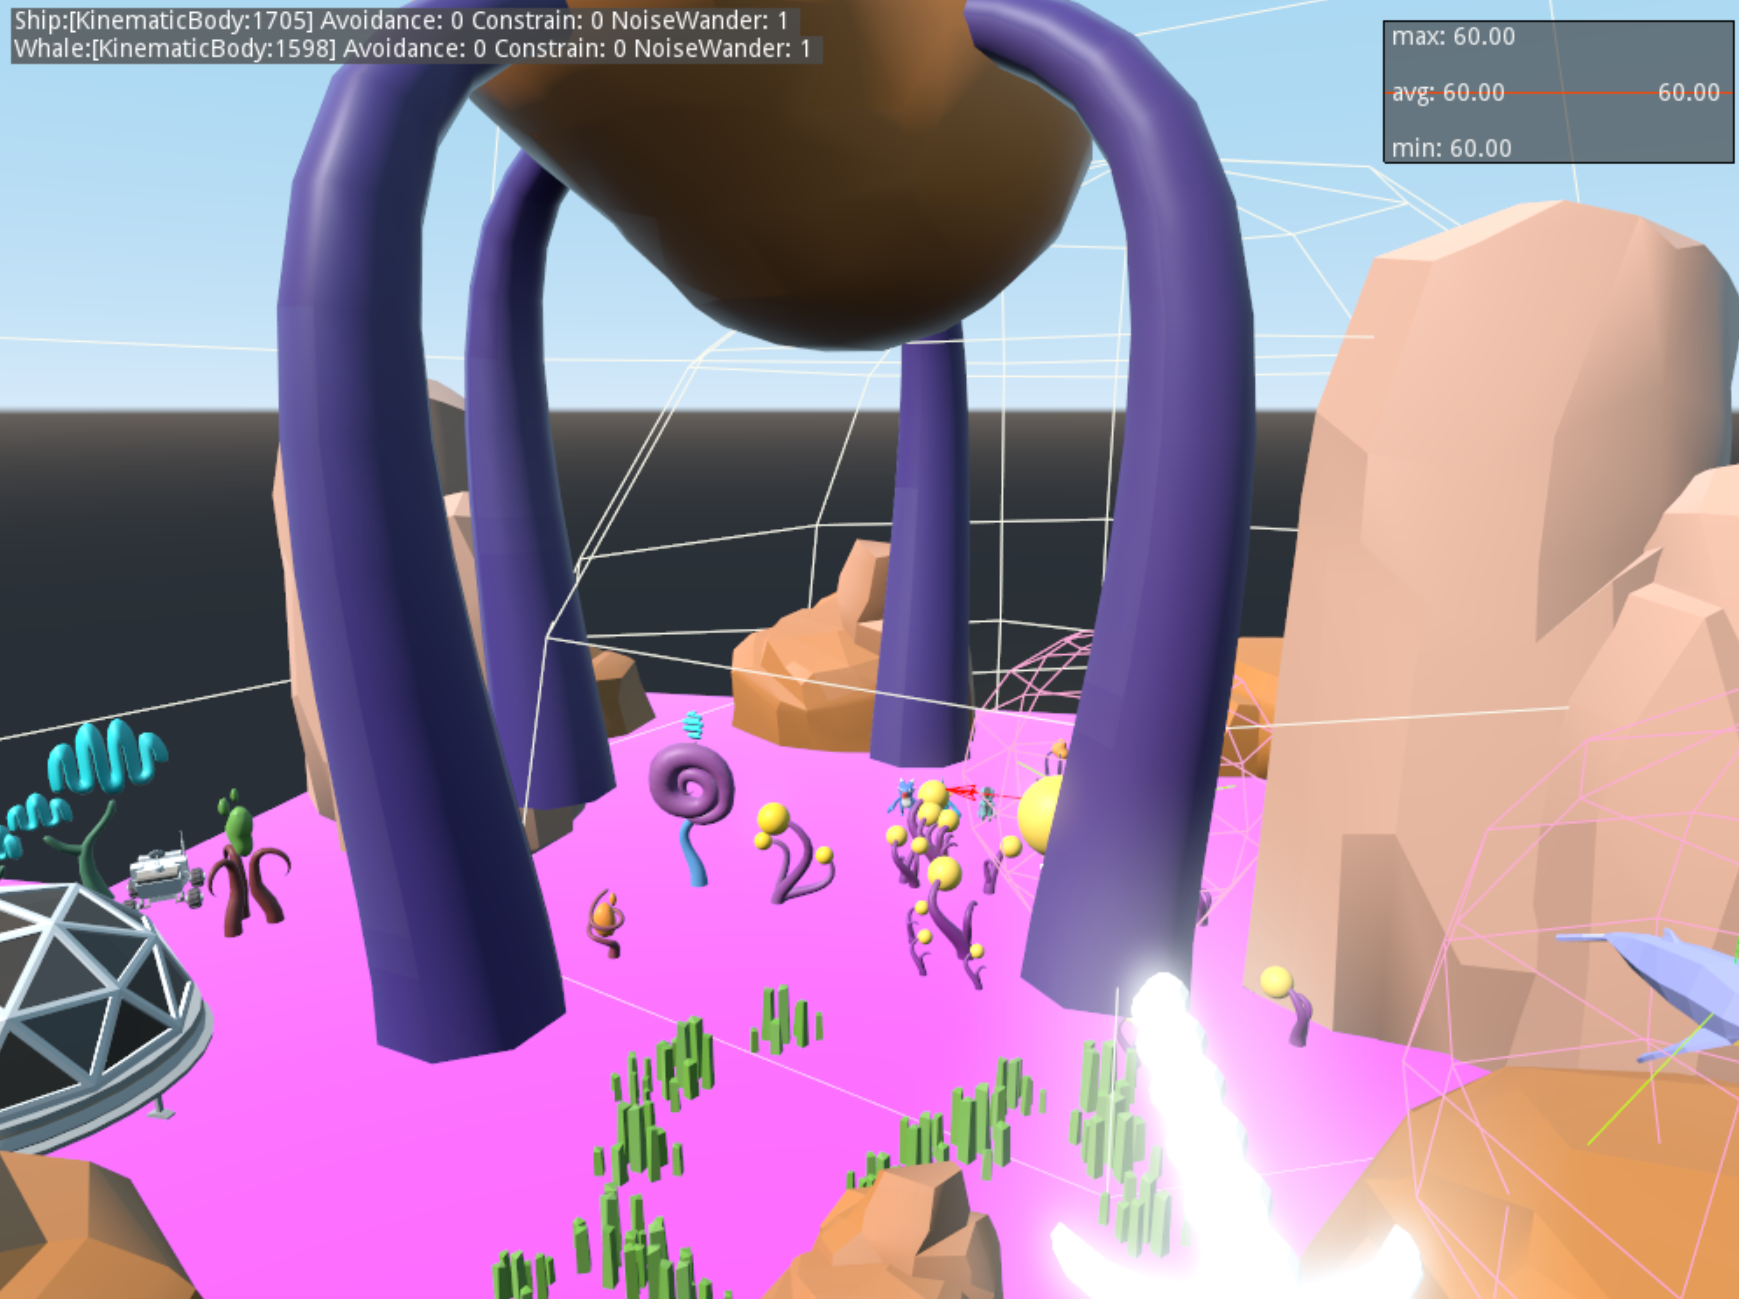 Ship:[KinematicBody:1705] Avoidance: 0 Constrain: 0 NoiseWander: 1
Whale:[KinematicBody:1598] Avoidance: 0 Constrain: 0 NoiseWander: 1
max: 60.00
avg: 60.00 60.00
min: 60.00